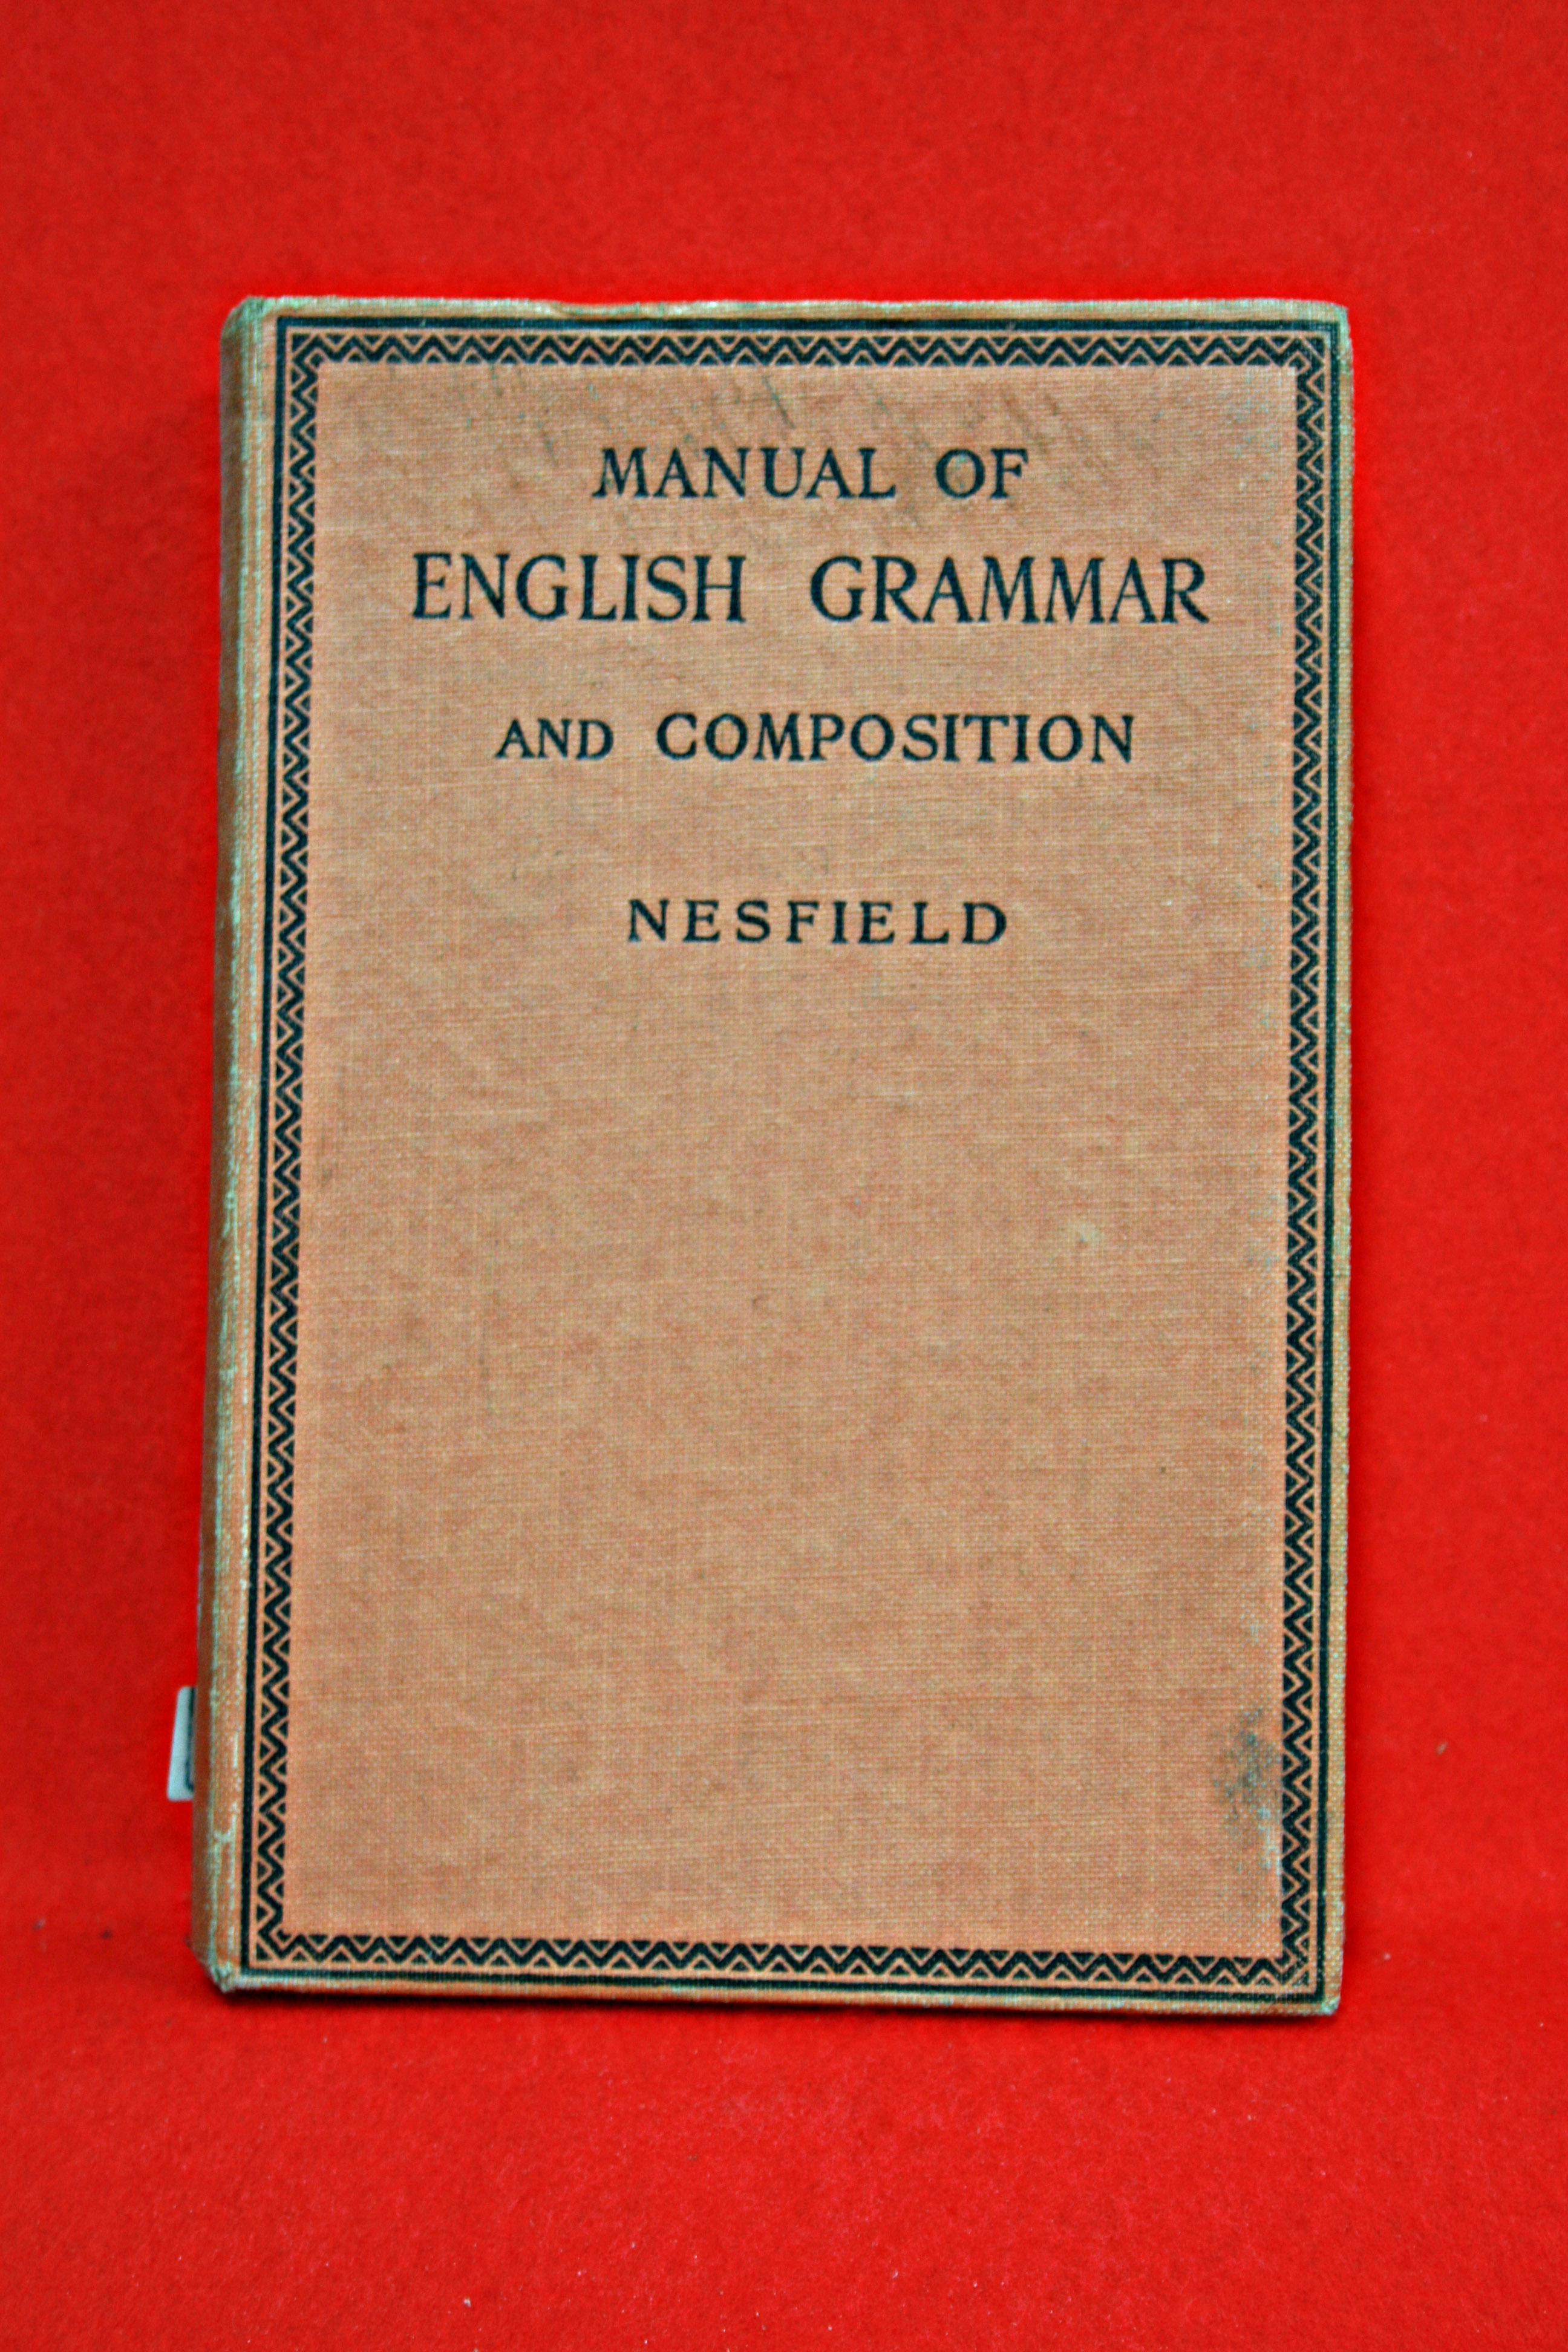 MANUAL OF
ENGLISH GRAMMAR
AND COMPOSITION
NESFIELD